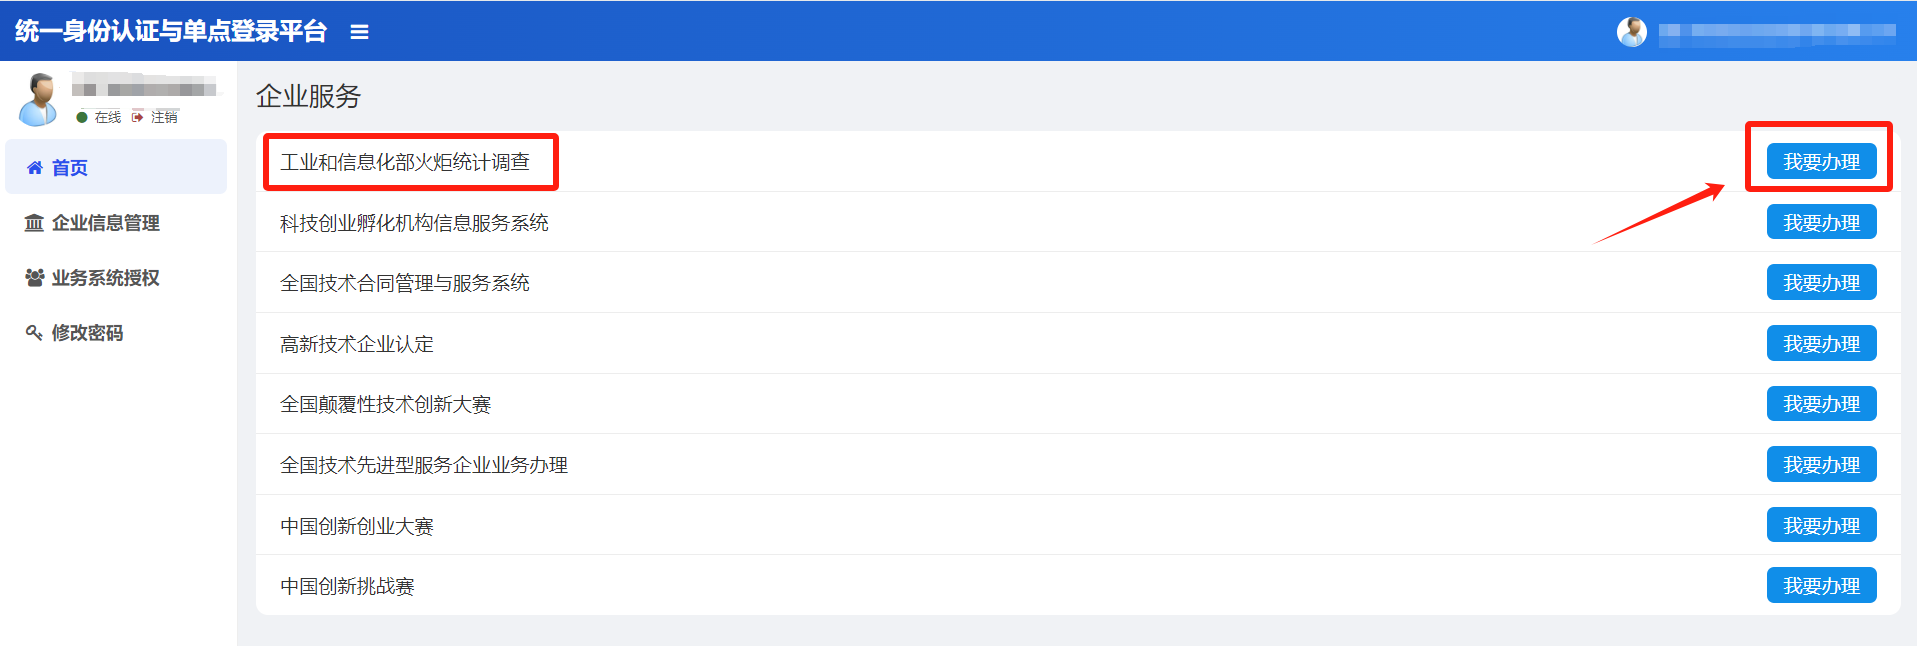 统一身份认证与单点登录平台
在线 注销
首页
企业信息管理
业务系统授权
修改密码
企业服务
工业和信息化部火炬统计调查 我要办理
科技创业孵化机构信息服务系统 我要办理
全国技术合同管理与服务系统 我要办理
高新技术企业认定 我要办理
全国颠覆性技术创新大赛 我要办理
全国技术先进型服务企业业务办理 我要办理
中国创新创业大赛 我要办理
中国创新挑战赛 我要办理